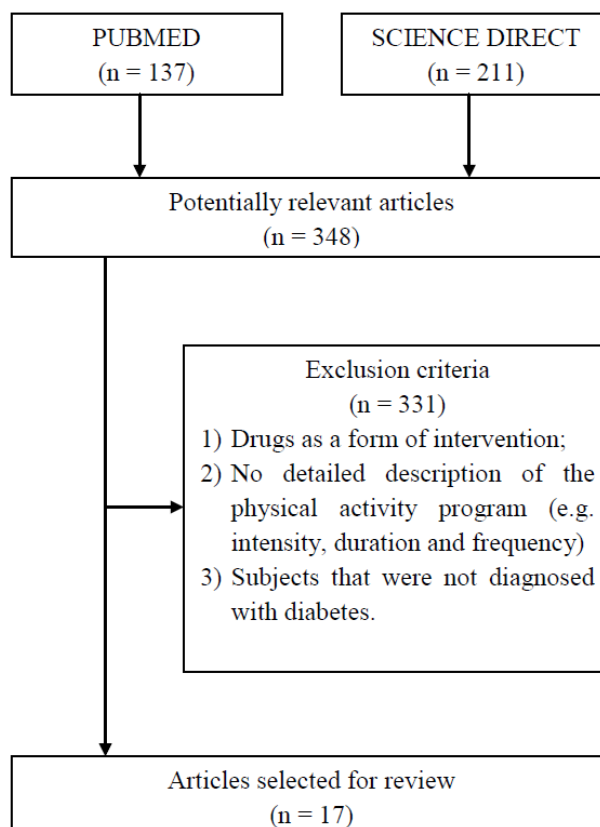 PUBMED
(n = 137)
SCIENCE DIRECT
(n = 211)
Potentially relevant articles
(n = 348)
Exclusion criteria
(n = 331)
1) Drugs as a form of intervention;
2) No detailed description of the
physical activity program (e.g.
intensity, duration and frequency)
3) Subjects that were not diagnosed
with diabetes.
Articles selected for review
(n = 17)